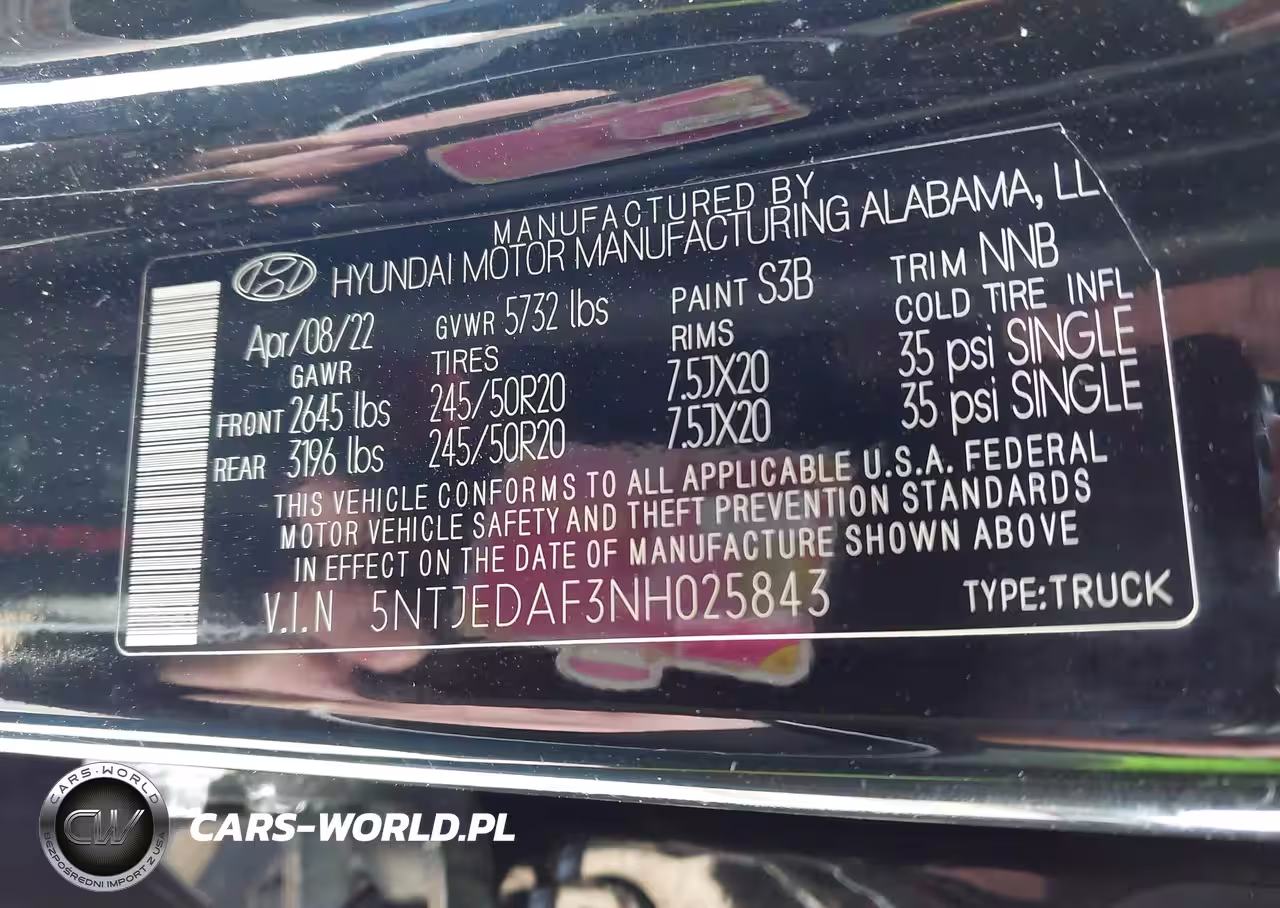 MANUFACTURED BY
HYUNDAI MOTOR MANUFACTURING ALABAMA, LL
Apr/08/22 GVWR 5732 lbs PAINT S3B TRIM NNB
GAWR TIRES RIMS COLD TIRE INFL
FRONT 2645 lbs 245/50R20 7.5JX20 35 psi SINGLE
REAR 3196 lbs 245/50R20 7.5JX20 35 psi SINGLE
THIS VEHICLE CONFORMS TO ALL APPLICABLE U.S.A. FEDERAL
MOTOR VEHICLE SAFETY AND THEFT PREVENTION STANDARDS
IN EFFECT ON THE DATE OF MANUFACTURE SHOWN ABOVE
V.I.N 5NTJEDAF3NH025843 TYPE:TRUCK
CARS-WORLD
CW
BEZPOŚREDNI IMPORT Z USA
CARS-WORLD.PL